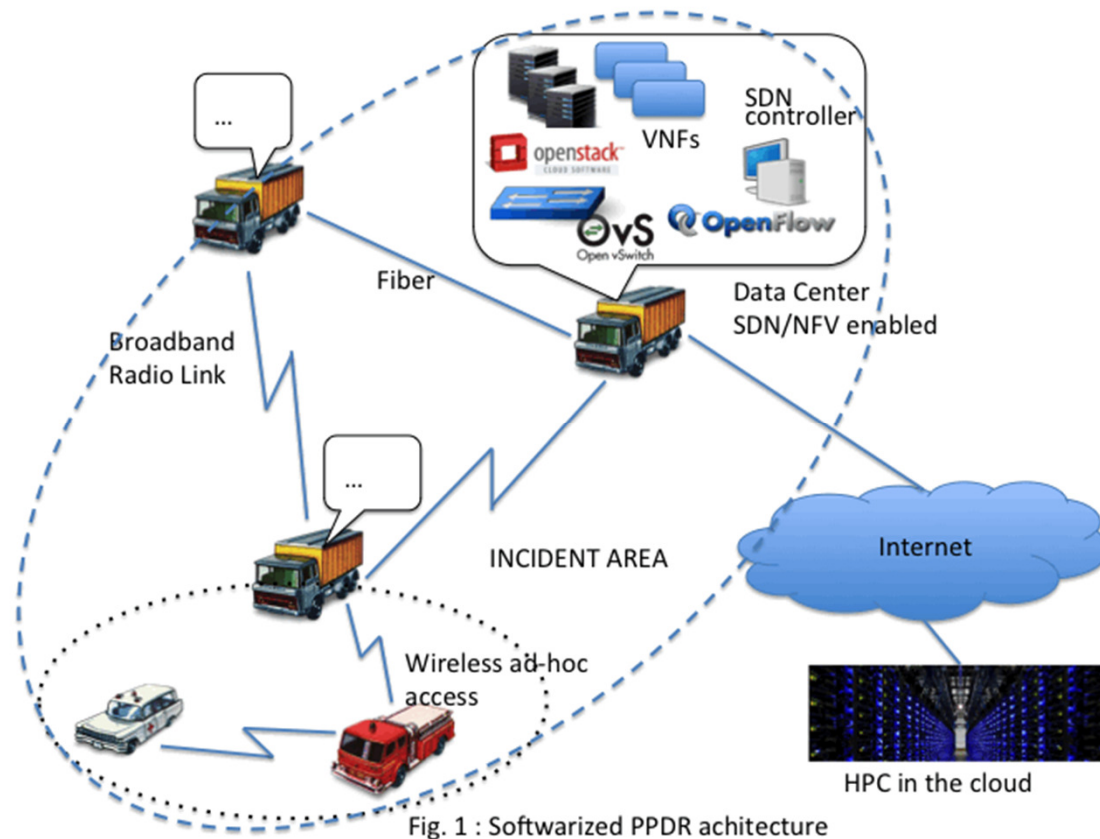 ...
VNFs
SDN
controller
openstack™
CLOUD SOFTWARE
OvS
Open vSwitch
OpenFlow
Fiber
Data Center
SDN/NFV enabled
Broadband
Radio Link
...
INCIDENT AREA
Internet
Wireless ad-hoc
access
HPC in the cloud
Fig. 1 : Softwarized PPDR achitecture